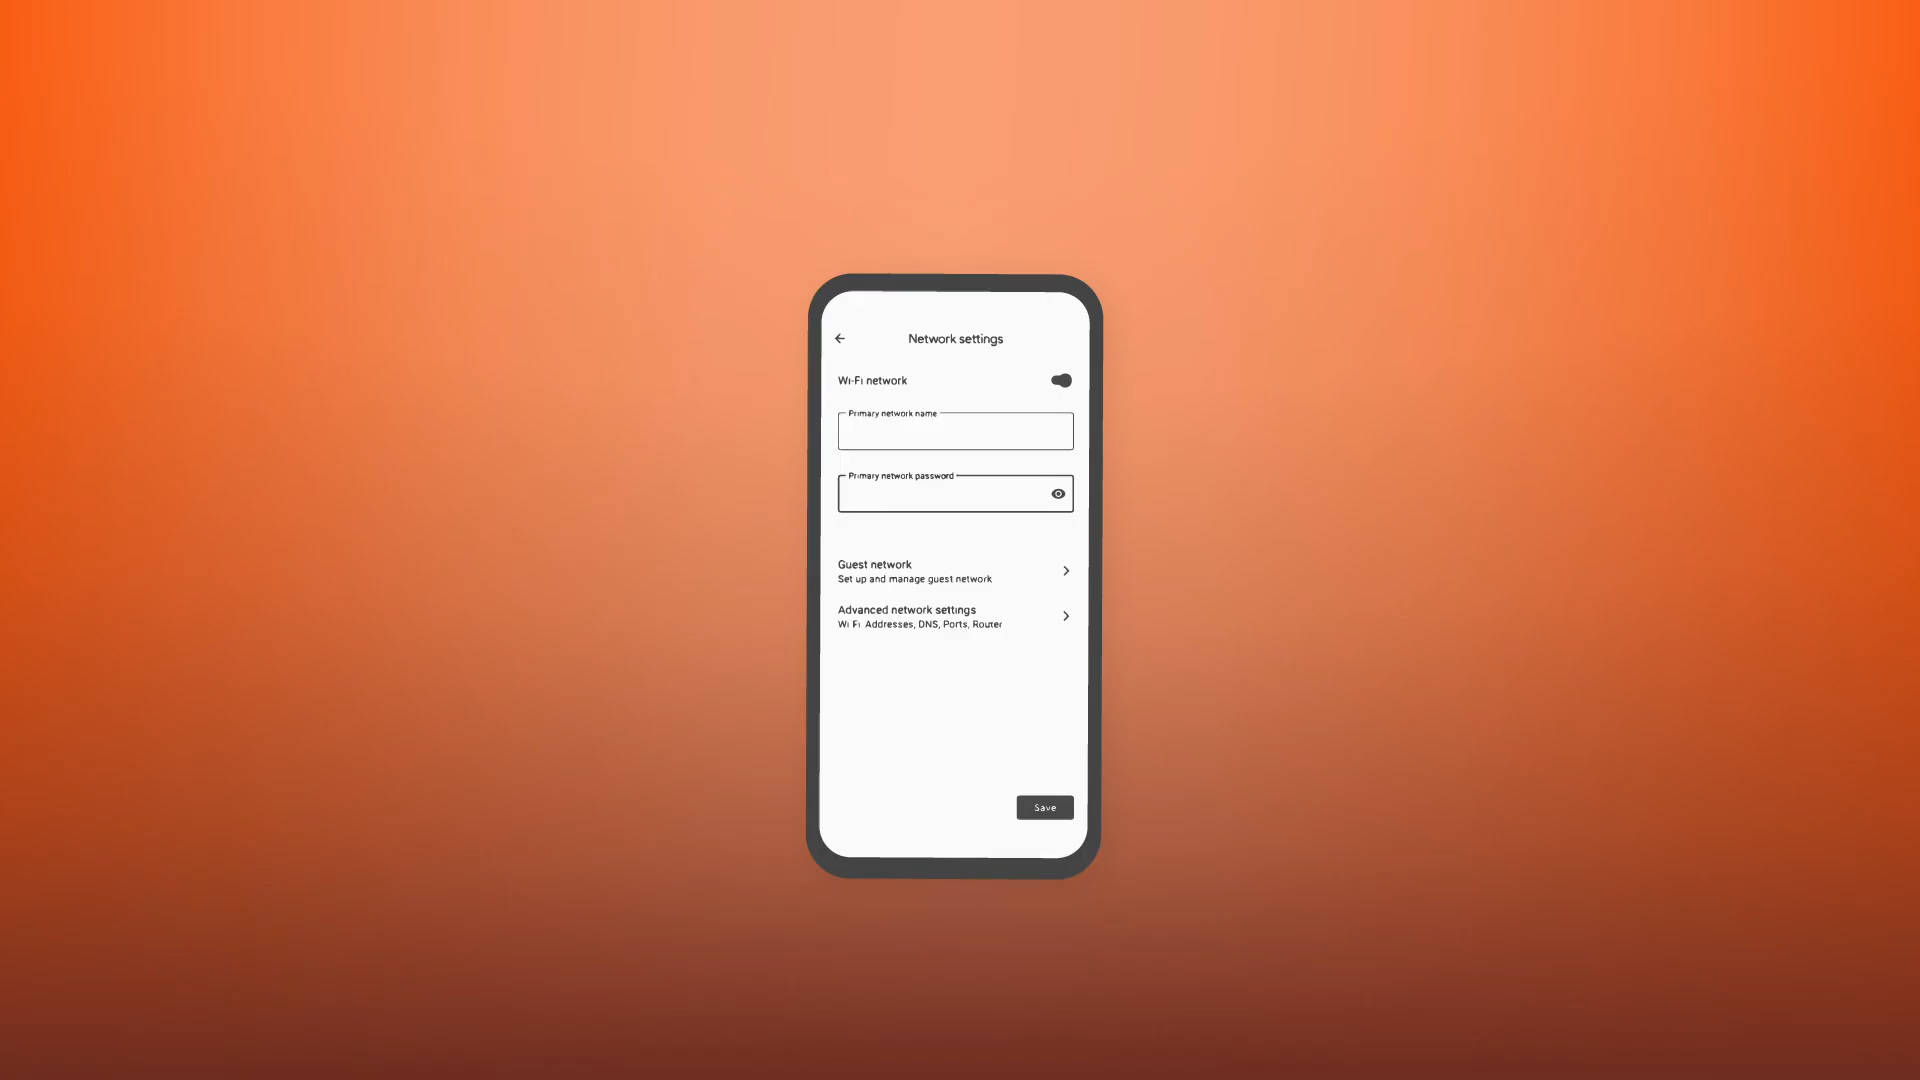 Network settings
Wi-Fi network
Primary network name
Primary network password
Guest network
Set up and manage guest network
Advanced network settings
Wi Fi Addresses, DNS, Ports, Router
Save